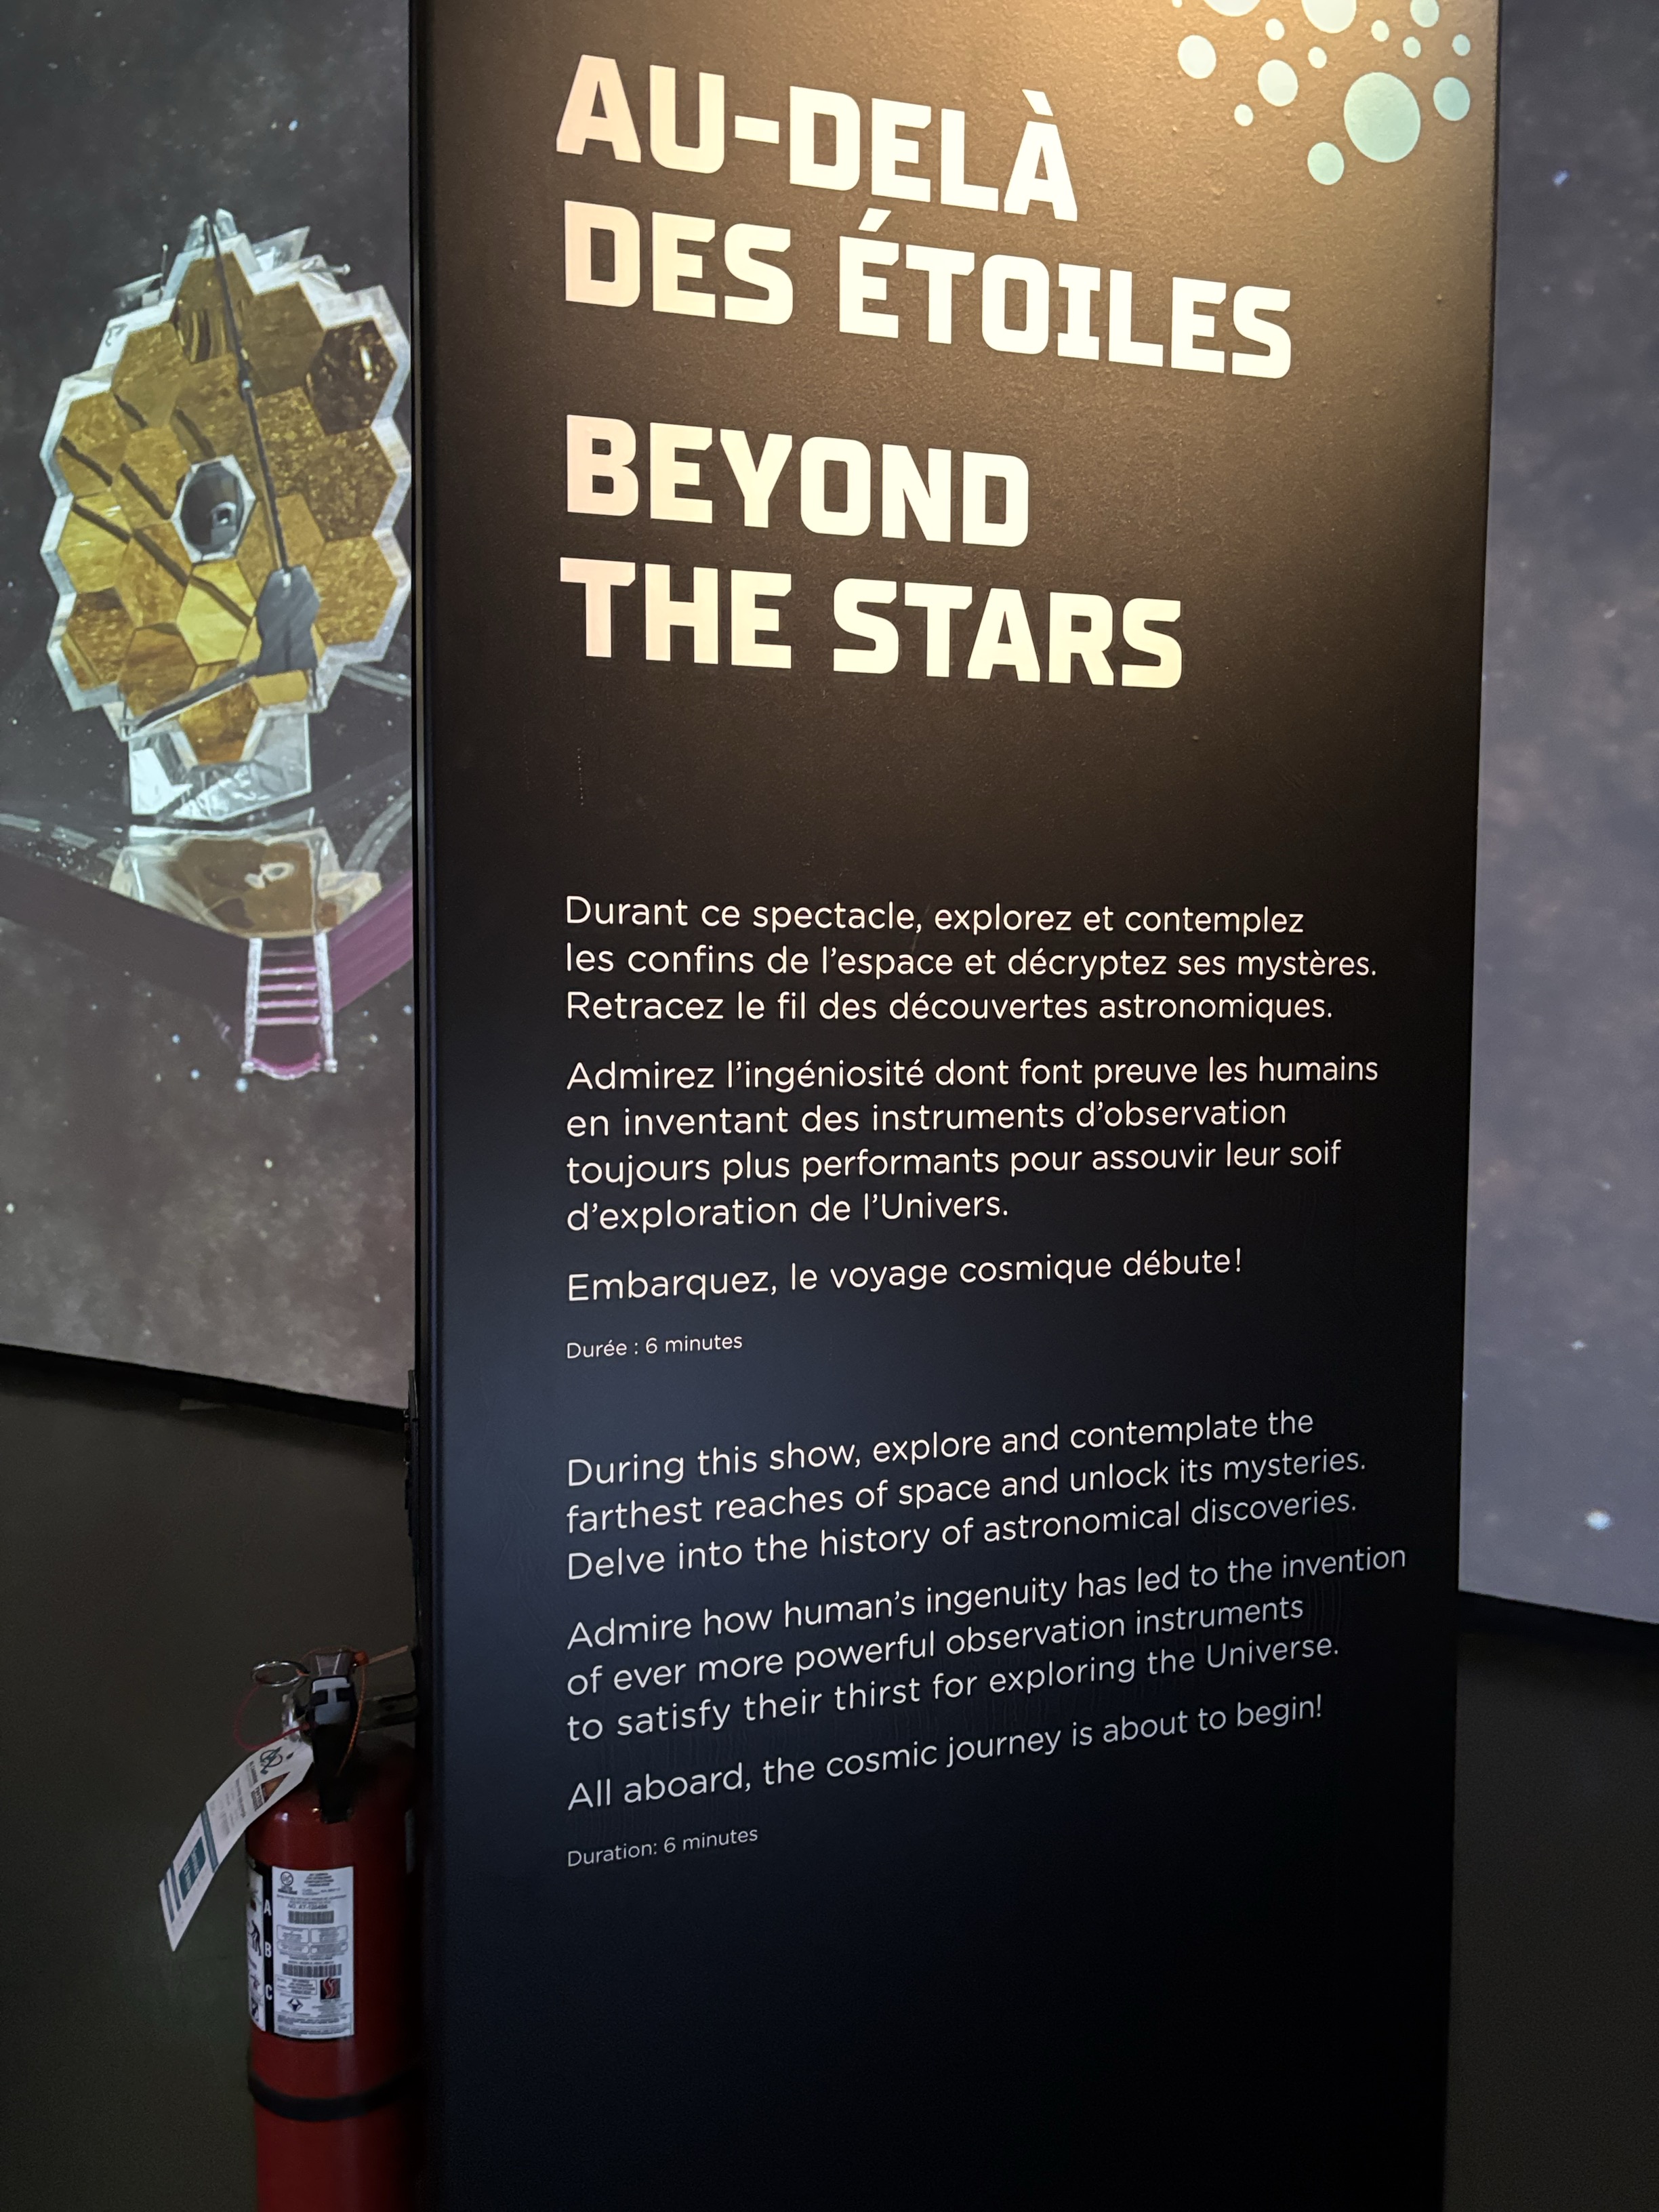 AU-DELÀ
DES ÉTOILES
BEYOND
THE STARS
Durant ce spectacle, explorez et contemplez
les confins de l’espace et décryptez ses mystères.
Retracez le fil des découvertes astronomiques.
Admirez l’ingéniosité dont font preuve les humains
en inventant des instruments d’observation
toujours plus performants pour assouvir leur soif
d’exploration de l’Univers.
Embarquez, le voyage cosmique débute!
Durée : 6 minutes
During this show, explore and contemplate the
farthest reaches of space and unlock its mysteries.
Delve into the history of astronomical discoveries.
Admire how human’s ingenuity has led to the invention
of ever more powerful observation instruments
to satisfy their thirst for exploring the Universe.
All aboard, the cosmic journey is about to begin!
Duration: 6 minutes
A
B
C